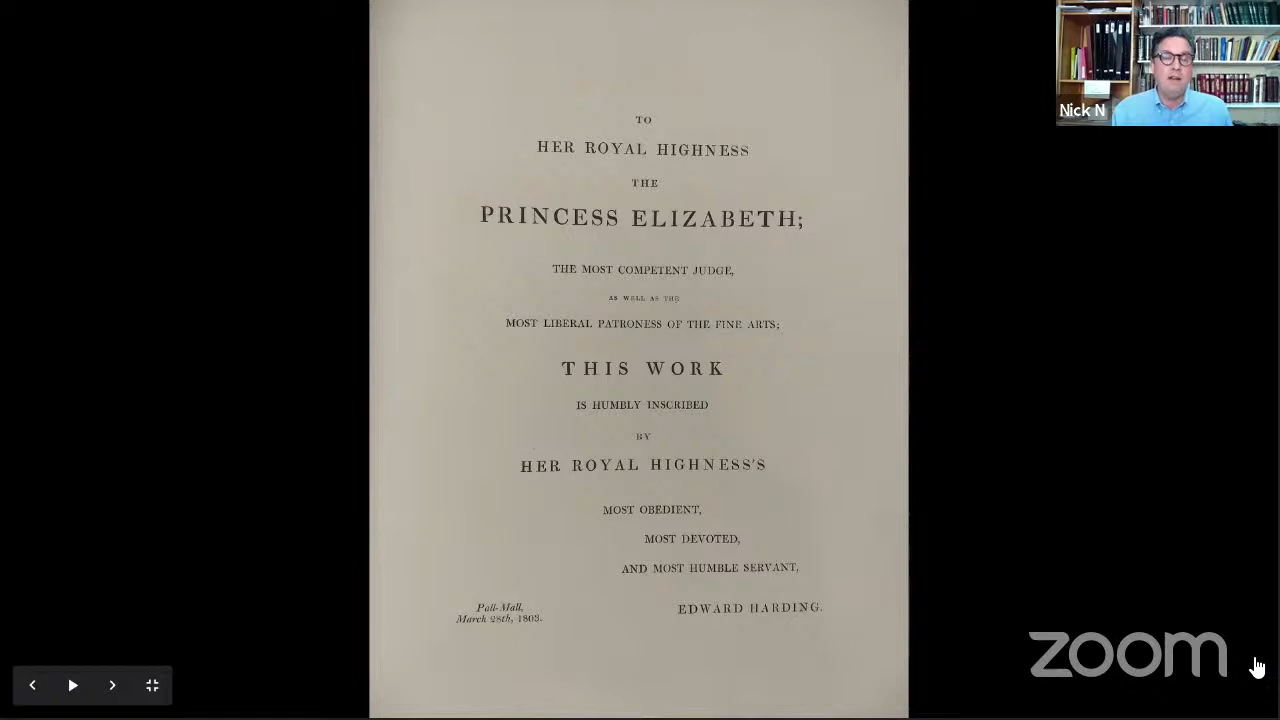 TO
HER ROYAL HIGHNESS
THE
PRINCESS ELIZABETH;
THE MOST COMPETENT JUDGE,
AS WELL AS THE
MOST LIBERAL PATRONESS OF THE FINE ARTS;
THIS WORK
IS HUMBLY INSCRIBED
BY
HER ROYAL HIGHNESS'S
MOST OBEDIENT,
MOST DEVOTED,
AND MOST HUMBLE SERVANT,
EDWARD HARDING.
Pall-Mall,
March 28th, 1803.
Nick N
zoom